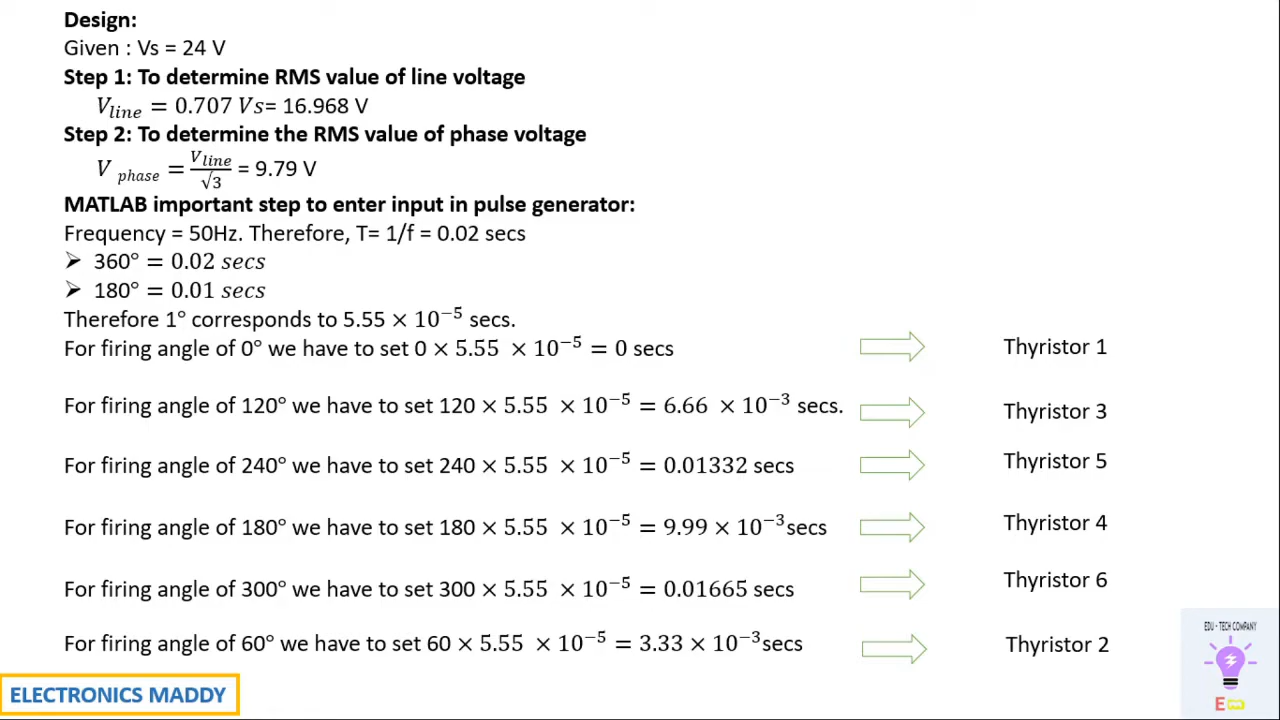 Design:
Given : Vs = 24 V
Step 1: To determine RMS value of line voltage
V_line = 0.707 Vs= 16.968 V
Step 2: To determine the RMS value of phase voltage
V_phase = V_line/√3 = 9.79 V
MATLAB important step to enter input in pulse generator:
Frequency = 50Hz. Therefore, T= 1/f = 0.02 secs
➢ 360° = 0.02 secs
➢ 180° = 0.01 secs
Therefore 1° corresponds to 5.55 × 10⁻⁵ secs.
For firing angle of 0° we have to set 0 × 5.55 × 10⁻⁵ = 0 secs Thyristor 1
For firing angle of 120° we have to set 120 × 5.55 × 10⁻⁵ = 6.66 × 10⁻³ secs. Thyristor 3
For firing angle of 240° we have to set 240 × 5.55 × 10⁻⁵ = 0.01332 secs Thyristor 5
For firing angle of 180° we have to set 180 × 5.55 × 10⁻⁵ = 9.99 × 10⁻³secs Thyristor 4
For firing angle of 300° we have to set 300 × 5.55 × 10⁻⁵ = 0.01665 secs Thyristor 6
For firing angle of 60° we have to set 60 × 5.55 × 10⁻⁵ = 3.33 × 10⁻³secs Thyristor 2
EDU - TECH COMPANY
ELECTRONICS MADDY
E